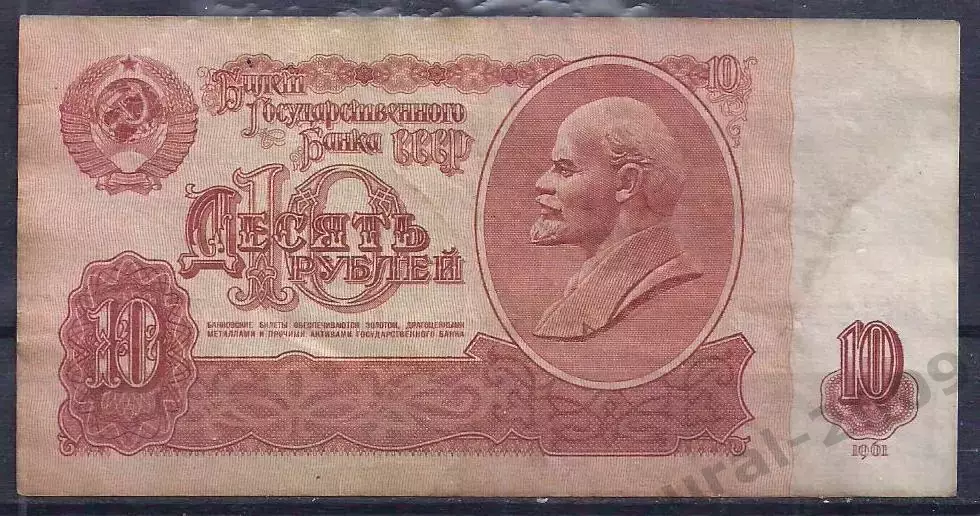 Билет
Государственного
Банка СССР
10
10
Десять
рублей
БАНКОВСКИЕ БИЛЕТЫ ОБЕСПЕЧИВАЮТСЯ ЗОЛОТОМ, ДРАГОЦЕННЫМИ
МЕТАЛЛАМИ И ПРОЧИМИ АКТИВАМИ ГОСУДАРСТВЕННОГО БАНКА
10
10
1961